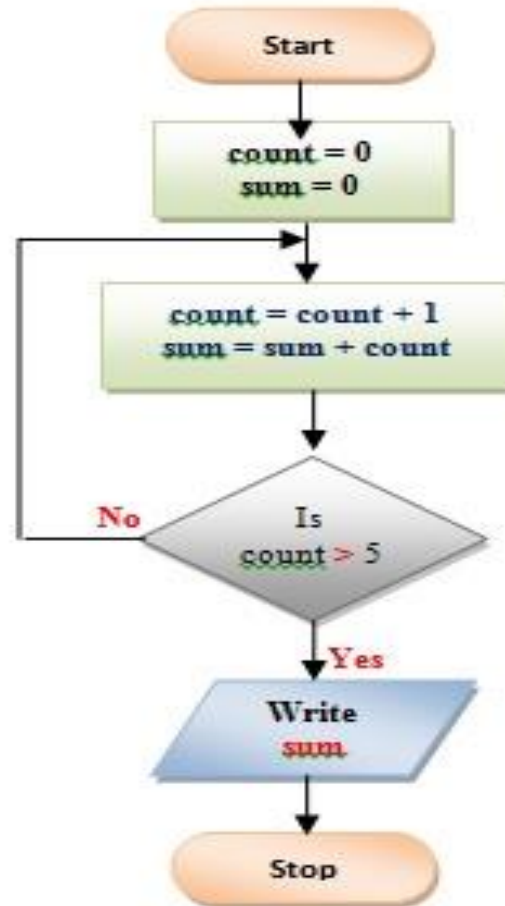 Start
count = 0
sum = 0
count = count + 1
sum = sum + count
Is
count > 5
No
Yes
Write
sum
Stop